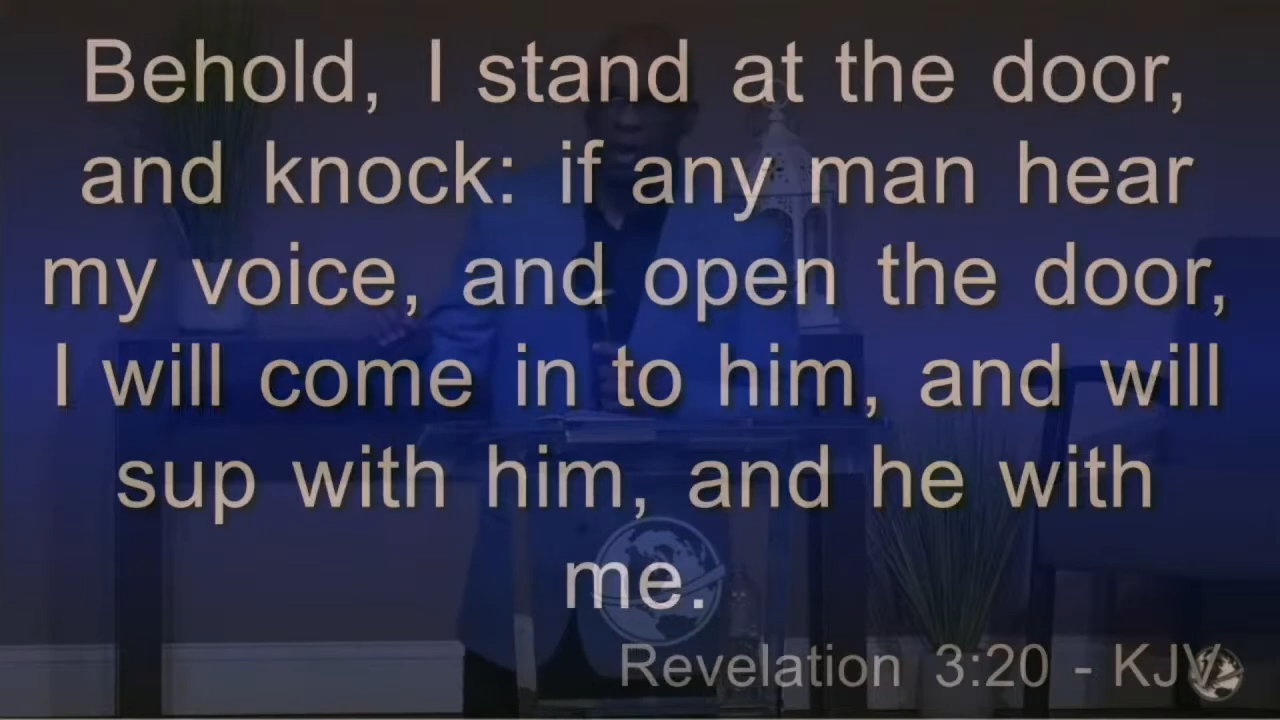 Behold, I stand at the door,
and knock: if any man hear
my voice, and open the door,
I will come in to him, and will
sup with him, and he with
me.
Revelation 3:20 - KJV